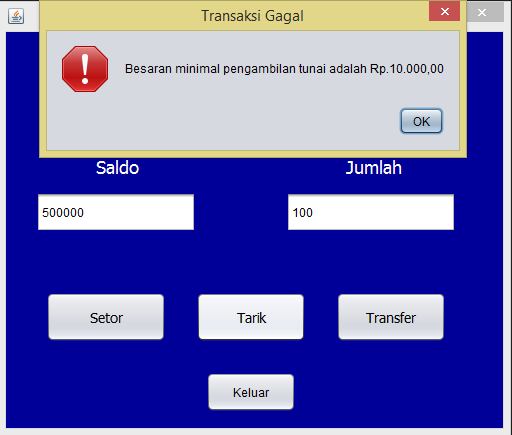 Transaksi Gagal
Besaran minimal pengambilan tunai adalah Rp.10.000,00
OK
Saldo
Jumlah
500000
100
Setor
Tarik
Transfer
Keluar